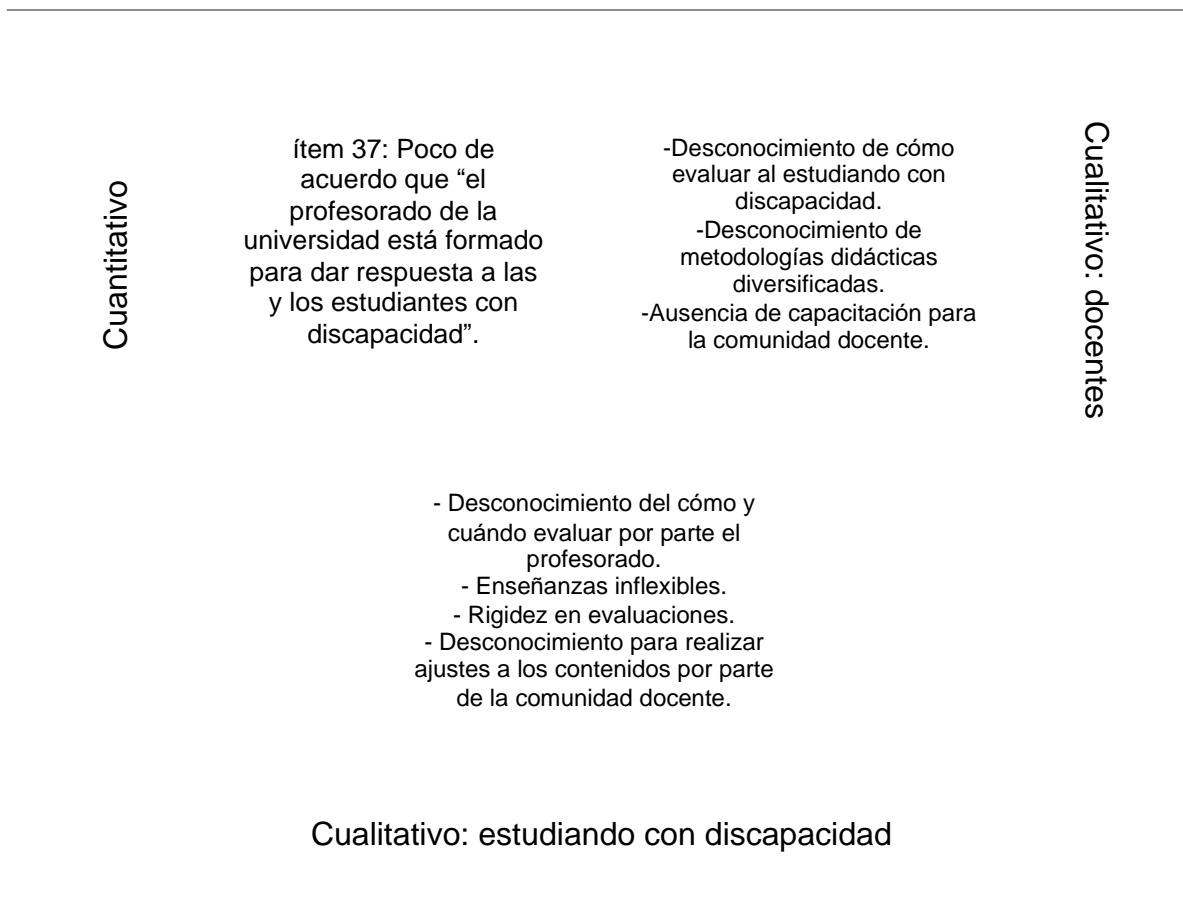 Cuantitativo
ítem 37: Poco de
acuerdo que “el
profesorado de la
universidad está formado
para dar respuesta a las
y los estudiantes con
discapacidad”.
-Desconocimiento de cómo
evaluar al estudiando con
discapacidad.
-Desconocimiento de
metodologías didácticas
diversificadas.
-Ausencia de capacitación para
la comunidad docente.
Cualitativo: docentes
- Desconocimiento del cómo y
cuándo evaluar por parte el
profesorado.
- Enseñanzas inflexibles.
- Rigidez en evaluaciones.
- Desconocimiento para realizar
ajustes a los contenidos por parte
de la comunidad docente.
Cualitativo: estudiando con discapacidad